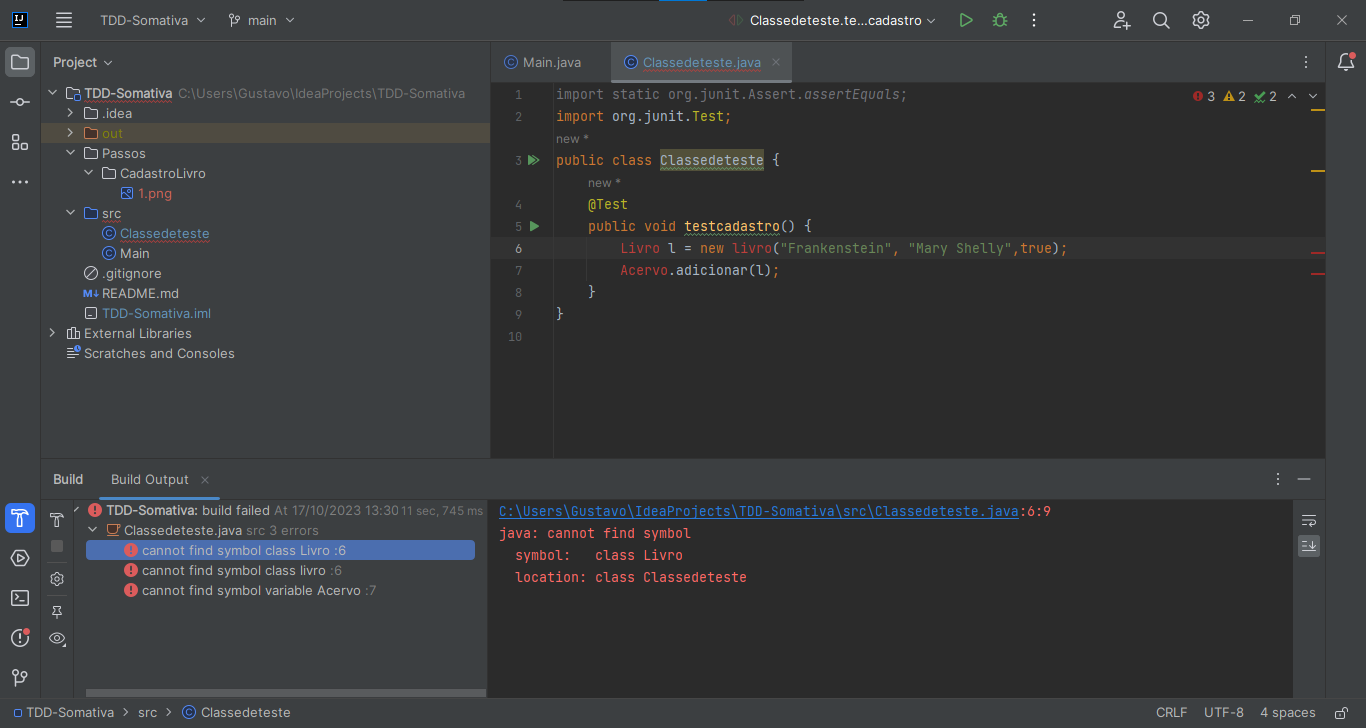 TDD-Somativa main Classedeteste.te...cadastro
Project
Main.java Classedeteste.java
TDD-Somativa C:\Users\Gustavo\IdeaProjects\TDD-Somativa
.idea
out
Passos
CadastroLivro
1.png
src
Classedeteste
Main
.gitignore
M↓ README.md
TDD-Somativa.iml
External Libraries
Scratches and Consoles
3 2 2
1 import static org.junit.Assert.assertEquals;
2 import org.junit.Test;
new *
3 public class Classedeteste {
new *
4 @Test
5 public void testcadastro() {
6 Livro l = new livro("Frankenstein", "Mary Shelly",true);
7 Acervo.adicionar(l);
8 }
9 }
10
Build Build Output
TDD-Somativa: build failed At 17/10/2023 13:30 11 sec, 745 ms
Classedeteste.java src 3 errors
cannot find symbol class Livro :6
cannot find symbol class livro :6
cannot find symbol variable Acervo :7
C:\Users\Gustavo\IdeaProjects\TDD-Somativa\src\Classedeteste.java:6:9
java: cannot find symbol
symbol: class Livro
location: class Classedeteste
TDD-Somativa > src > Classedeteste
CRLF UTF-8 4 spaces